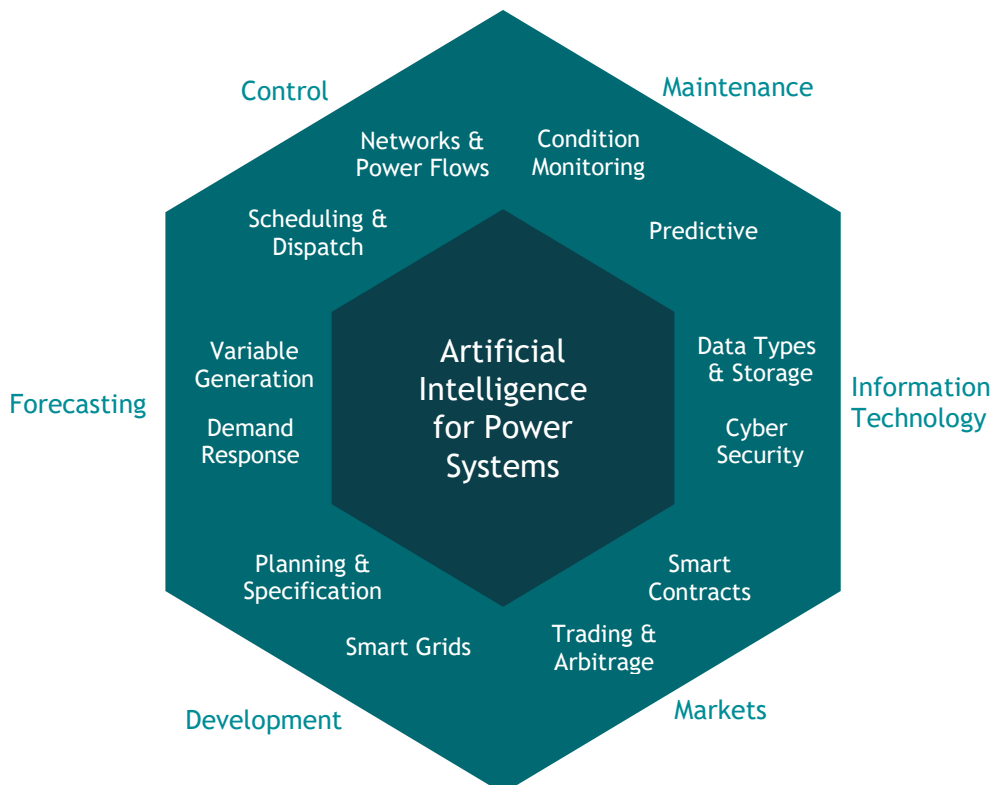 Control
Maintenance
Networks &
Power Flows
Condition
Monitoring
Scheduling &
Dispatch
Predictive
Variable
Generation
Demand
Response
Forecasting
Artificial
Intelligence
for Power
Systems
Data Types
& Storage
Cyber
Security
Information
Technology
Planning &
Specification
Smart Grids
Development
Smart
Contracts
Trading &
Arbitrage
Markets